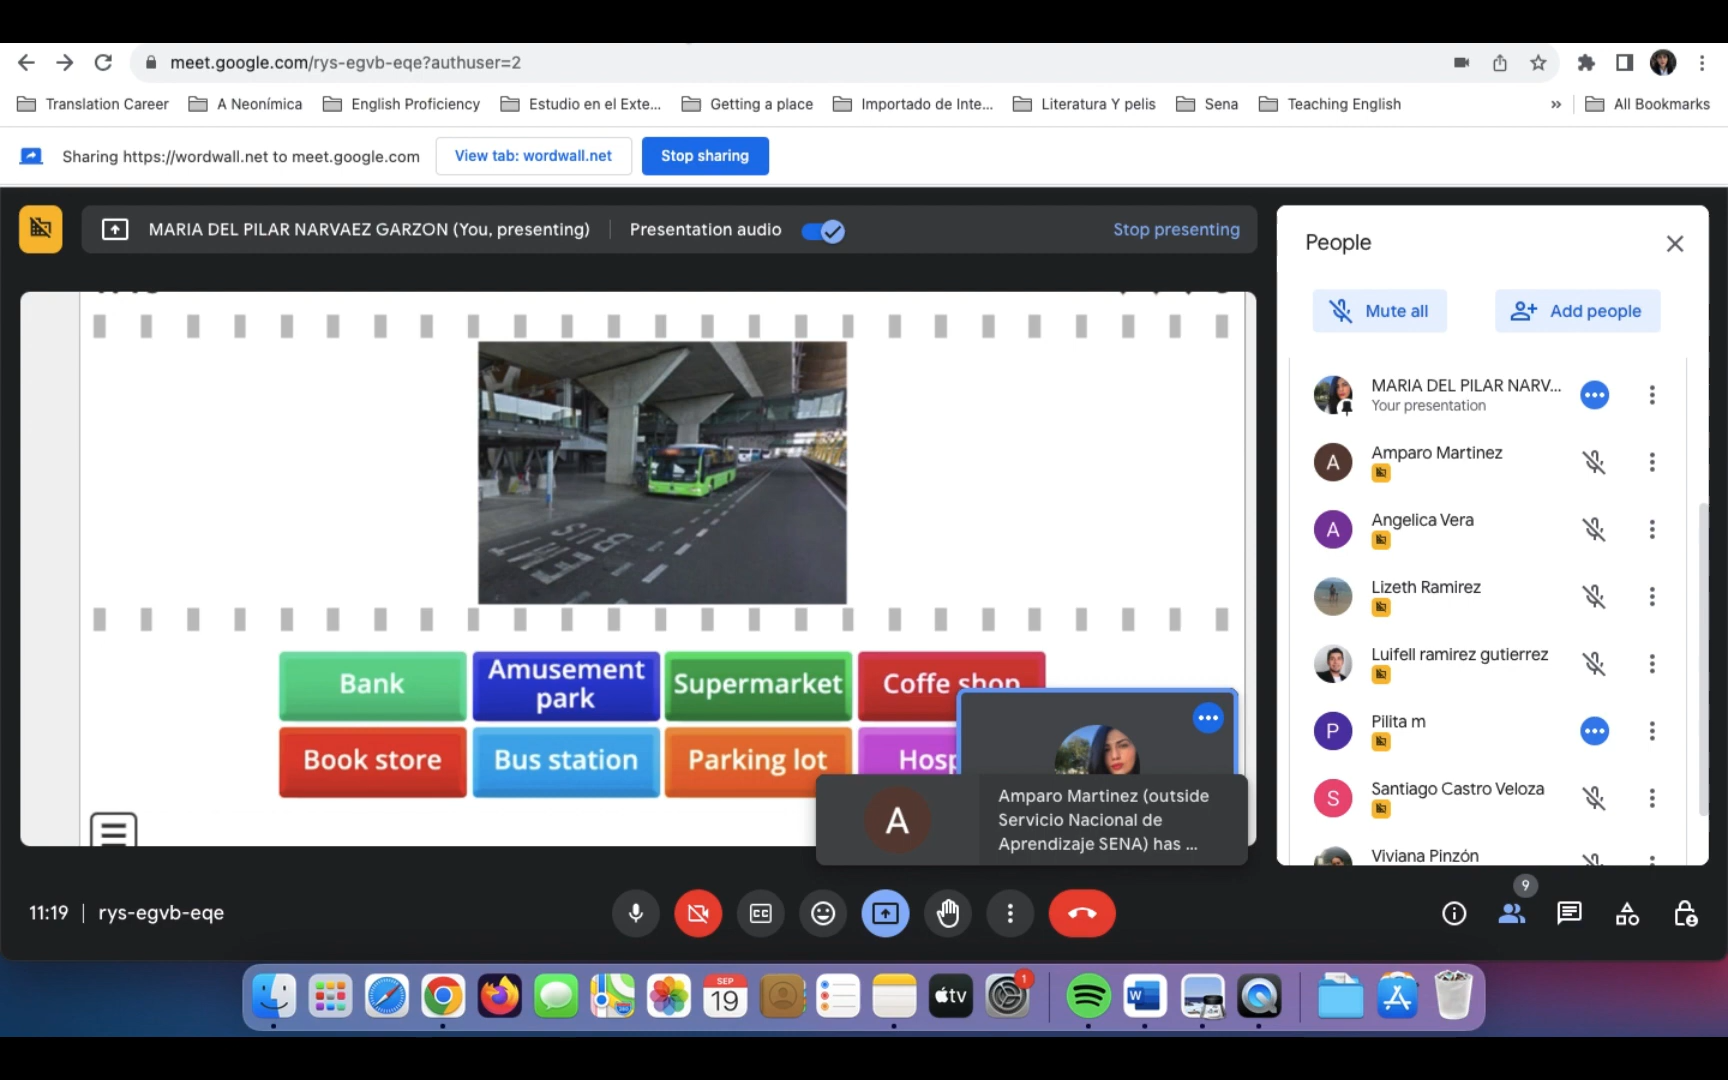 meet.google.com/rys-egvb-eqe?authuser=2
Translation Career A Neonímica English Proficiency Estudio en el Exte... Getting a place Importado de Inte... Literatura Y pelis Sena Teaching English » All Bookmarks
Sharing https://wordwall.net to meet.google.com View tab: wordwall.net Stop sharing
MARIA DEL PILAR NARVAEZ GARZON (You, presenting) Presentation audio Stop presenting
BUS
Bank Amusement park Supermarket Coffe shop
Book store Bus station Parking lot Hosp
A
Amparo Martinez (outside
Servicio Nacional de
Aprendizaje SENA) has ...
People
Mute all Add people
MARIA DEL PILAR NARV...
Your presentation
A Amparo Martinez
A Angelica Vera
Lizeth Ramirez
Luifell ramirez gutierrez
P Pilita m
S Santiago Castro Veloza
Viviana Pinzón
11:19 | rys-egvb-eqe
CC
9
SEP
19
tv
1
W